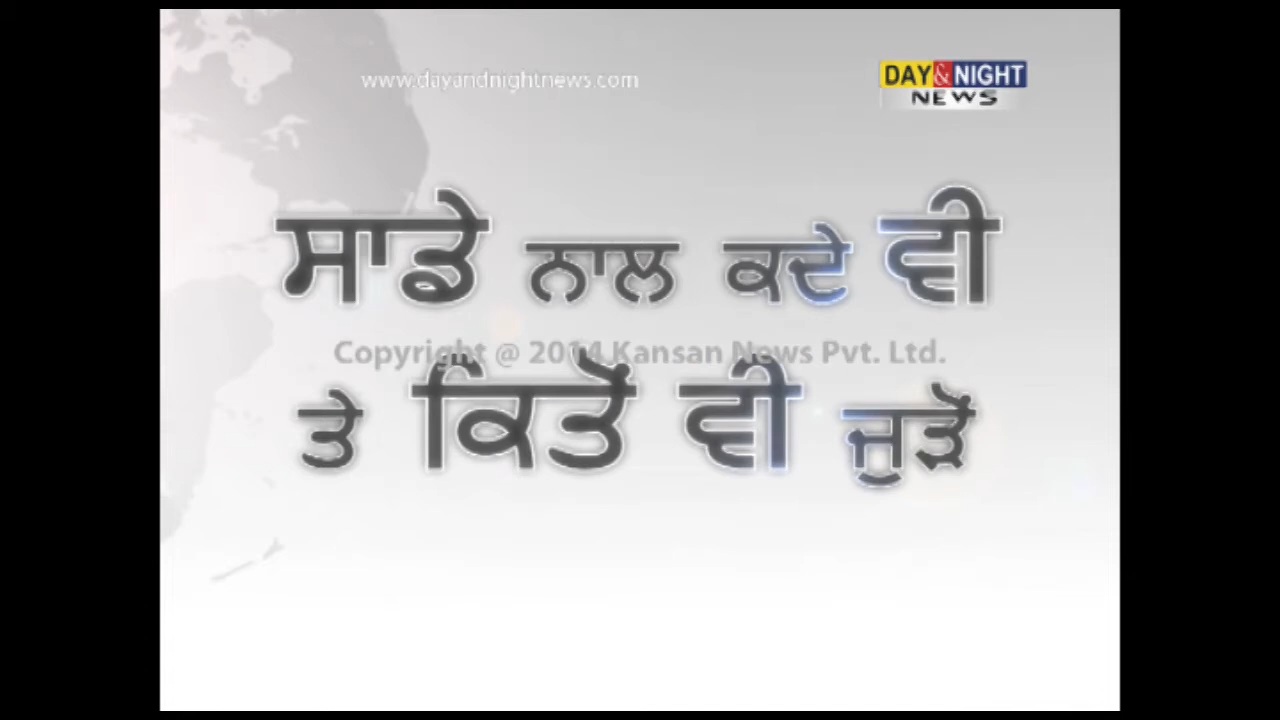 www.dayandnightnews.com
DAY & NIGHT
NEWS
ਸਾਡੇ ਨਾਲ ਕਦੇ ਵੀ
Copyright @ 2014 Kansan News Pvt. Ltd.
ਤੇ ਕਿਤੋਂ ਵੀ ਜੁੜੋਂ